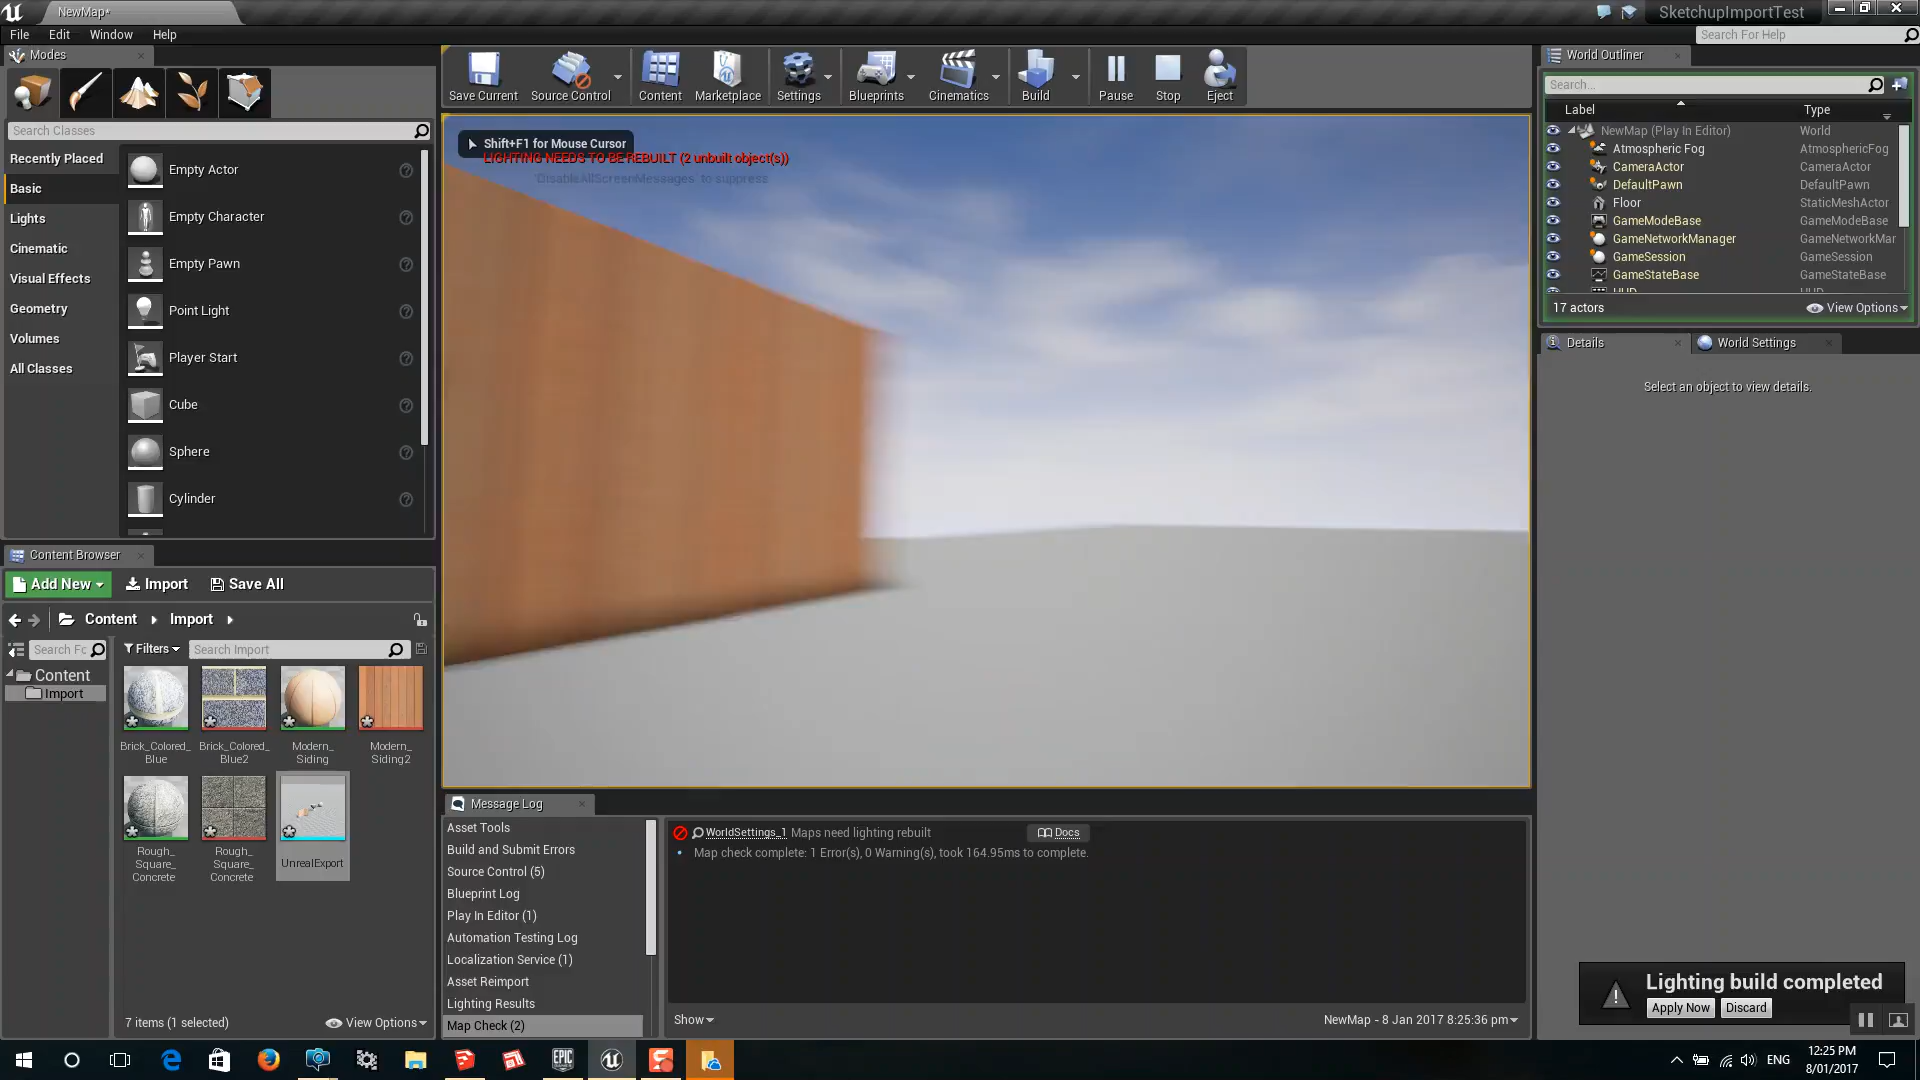 NewMap*
SketchupImportTest
File Edit Window Help
Search For Help
Modes
Search Classes
Recently Placed
Basic
Lights
Cinematic
Visual Effects
Geometry
Volumes
All Classes
Empty Actor
Empty Character
Empty Pawn
Point Light
Player Start
Cube
Sphere
Cylinder
Save Current
Source Control
Content
Marketplace
Settings
Blueprints
Cinematics
Build
Pause
Stop
Eject
Shift+F1 for Mouse Cursor
LIGHTING NEEDS TO BE REBUILT (2 unbuilt object(s))
'DisableAllScreenMessages' to suppress
World Outliner
Search...
Label Type
NewMap (Play In Editor) World
Atmospheric Fog AtmosphericFog
CameraActor CameraActor
DefaultPawn DefaultPawn
Floor StaticMeshActor
GameModeBase GameModeBase
GameNetworkManager GameNetworkMar
GameSession GameSession
GameStateBase GameStateBase
HUD
17 actors View Options
Details World Settings
Select an object to view details.
Content Browser
Add New Import Save All
Content Import
Search Fc
Filters Search Import
Content
Import
Brick_Colored_
Blue
Brick_Colored_
Blue2
Modern_
Siding
Modern_
Siding2
Rough_
Square_
Concrete
Rough_
Square_
Concrete
UnrealExport
7 items (1 selected) View Options
Message Log
Asset Tools
Build and Submit Errors
Source Control (5)
Blueprint Log
Play In Editor (1)
Automation Testing Log
Localization Service (1)
Asset Reimport
Lighting Results
Map Check (2)
WorldSettings_1 Maps need lighting rebuilt Docs
• Map check complete: 1 Error(s), 0 Warning(s), took 164.95ms to complete.
Show
NewMap - 8 Jan 2017 8:25:36 pm
Lighting build completed
Apply Now Discard
EPIC
GAMES
ENG
12:25 PM
8/01/2017